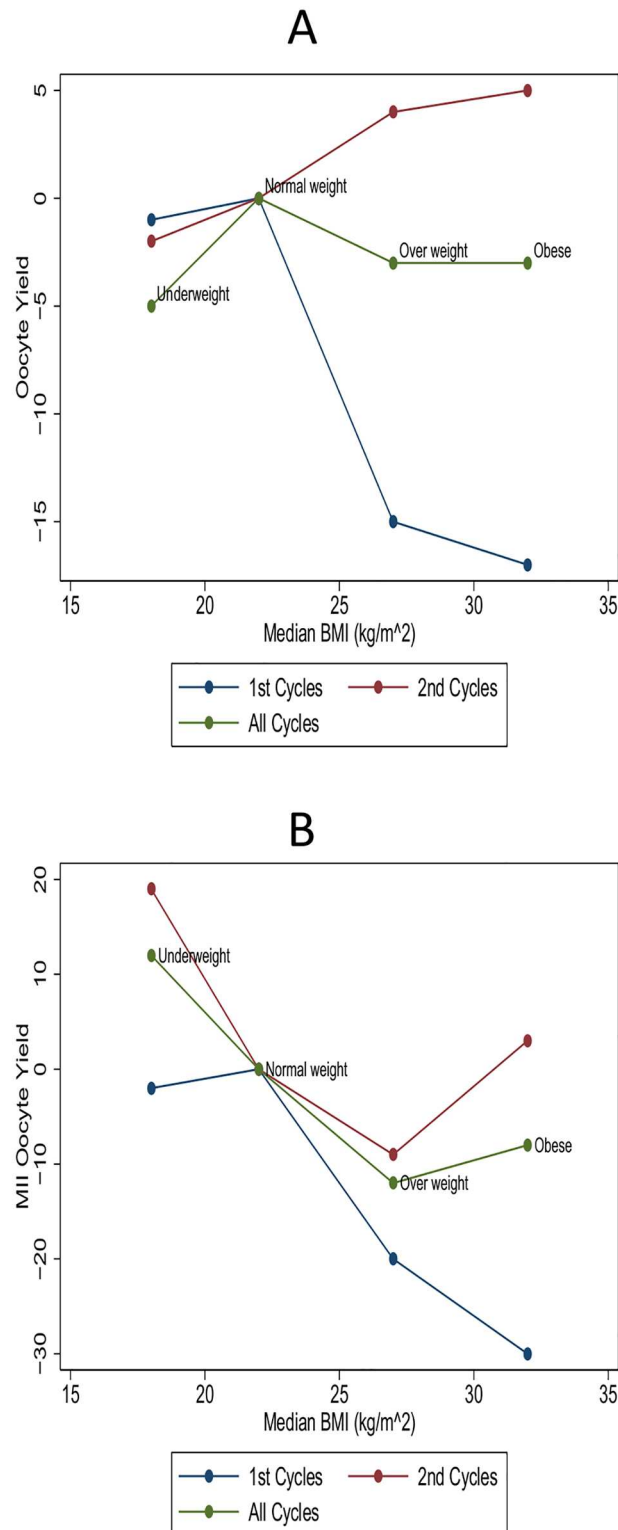 A
5
0
−5
−10
−15
Oocyte Yield
Normal weight
Over weight
Obese
Underweight
15 20 25 30 35
Median BMI (kg/m^2)
1st Cycles 2nd Cycles
All Cycles
B
20
10
0
−10
−20
−30
MII Oocyte Yield
Underweight
Normal weight
Obese
Over weight
15 20 25 30 35
Median BMI (kg/m^2)
1st Cycles 2nd Cycles
All Cycles